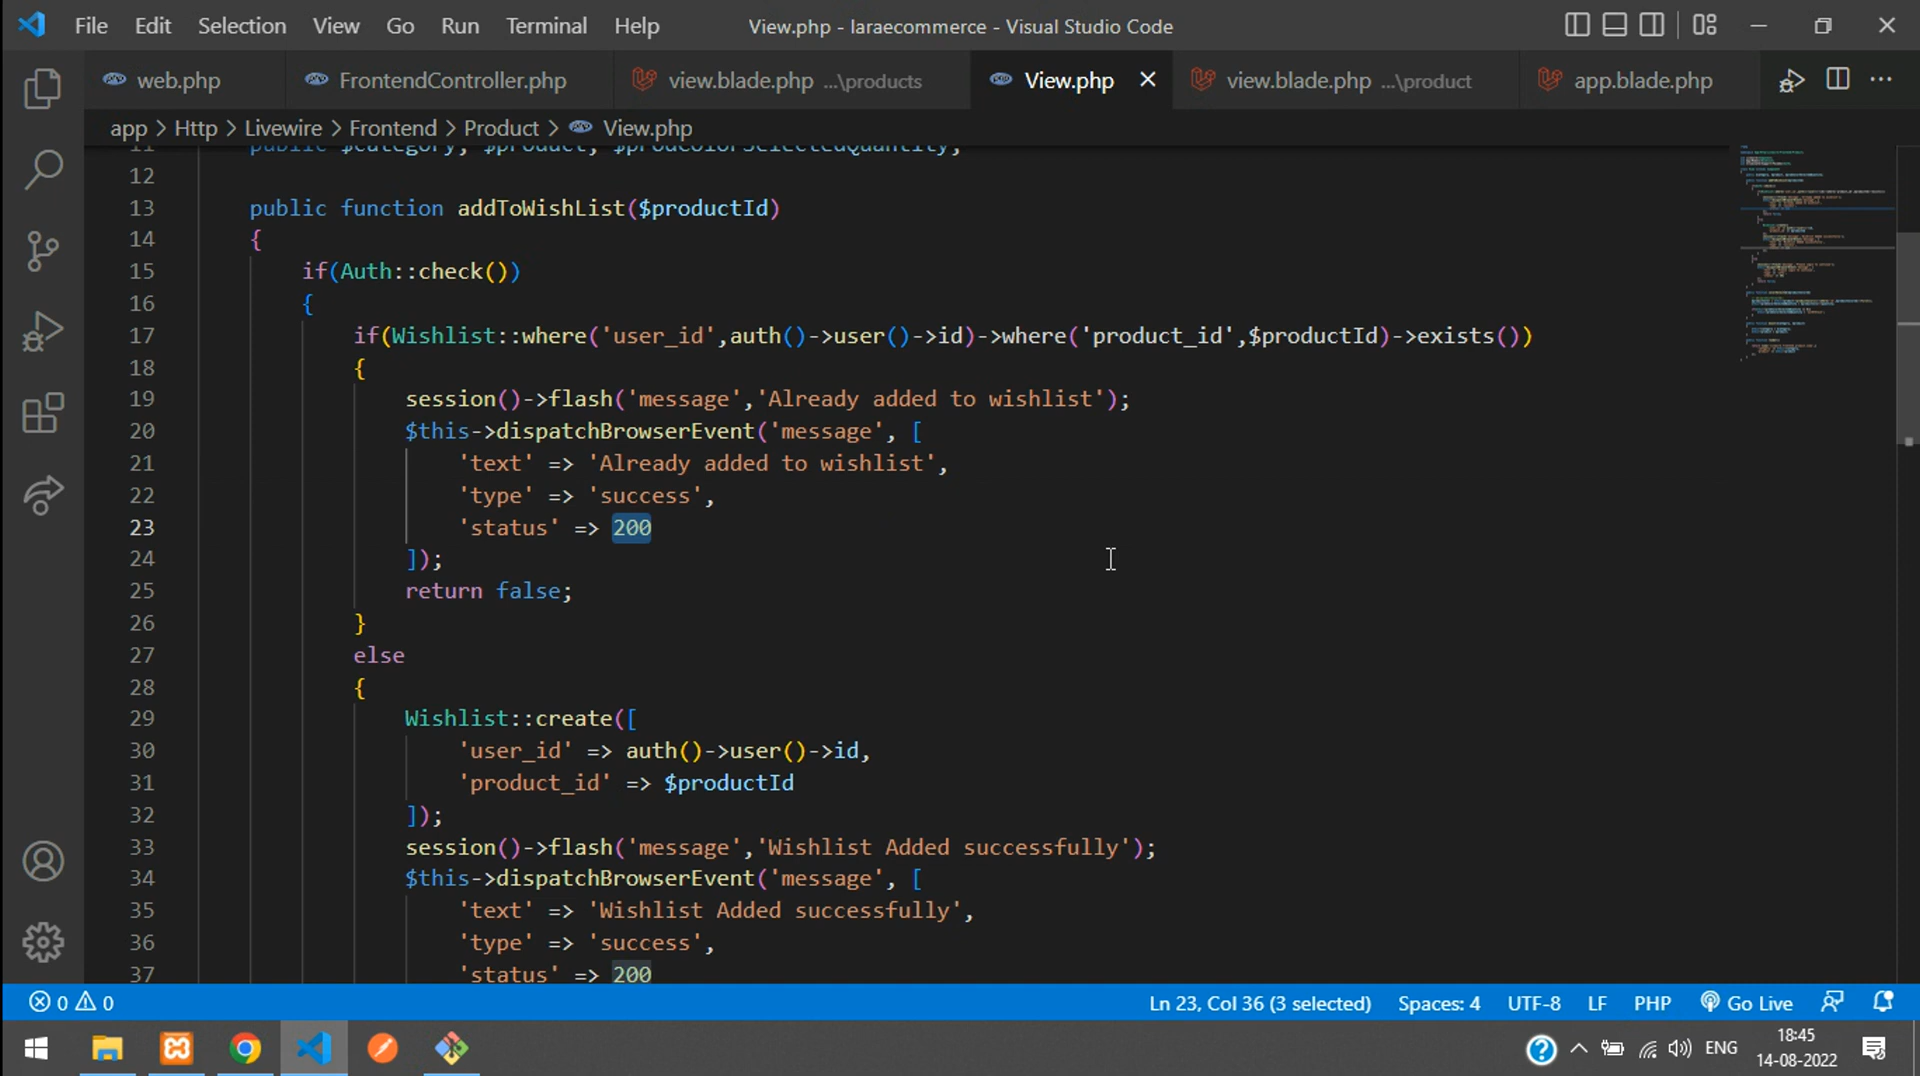 File Edit Selection View Go Run Terminal Help View.php - laraecommerce - Visual Studio Code
web.php FrontendController.php view.blade.php ...\products View.php view.blade.php ...\product app.blade.php
app > Http > Livewire > Frontend > Product > View.php
11 public $category, $product, $prodColorSelectedQuantity;
12
13 public function addToWishList($productId)
14 {
15 if(Auth::check())
16 {
17 if(Wishlist::where('user_id',auth()->user()->id)->where('product_id',$productId)->exists())
18 {
19 session()->flash('message','Already added to wishlist');
20 $this->dispatchBrowserEvent('message', [
21 'text' => 'Already added to wishlist',
22 'type' => 'success',
23 'status' => 200
24 ]);
25 return false;
26 }
27 else
28 {
29 Wishlist::create([
30 'user_id' => auth()->user()->id,
31 'product_id' => $productId
32 ]);
33 session()->flash('message','Wishlist Added successfully');
34 $this->dispatchBrowserEvent('message', [
35 'text' => 'Wishlist Added successfully',
36 'type' => 'success',
37 'status' => 200
0 0 Ln 23, Col 36 (3 selected) Spaces: 4 UTF-8 LF PHP Go Live
ENG 18:45
14-08-2022